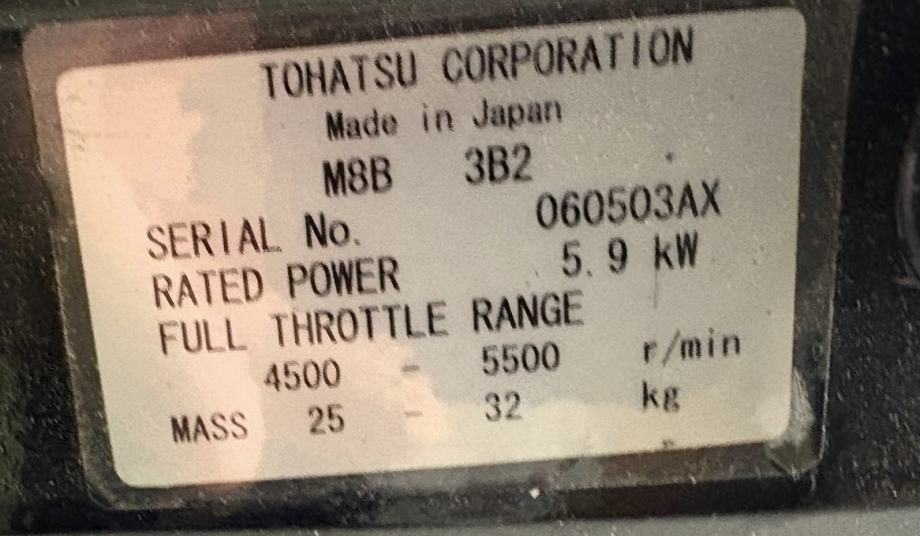 TOHATSU CORPORATION
Made in Japan
M8B 3B2
SERIAL No. 060503AX
RATED POWER 5.9 kW
FULL THROTTLE RANGE
4500 - 5500 r/min
MASS 25 - 32 kg